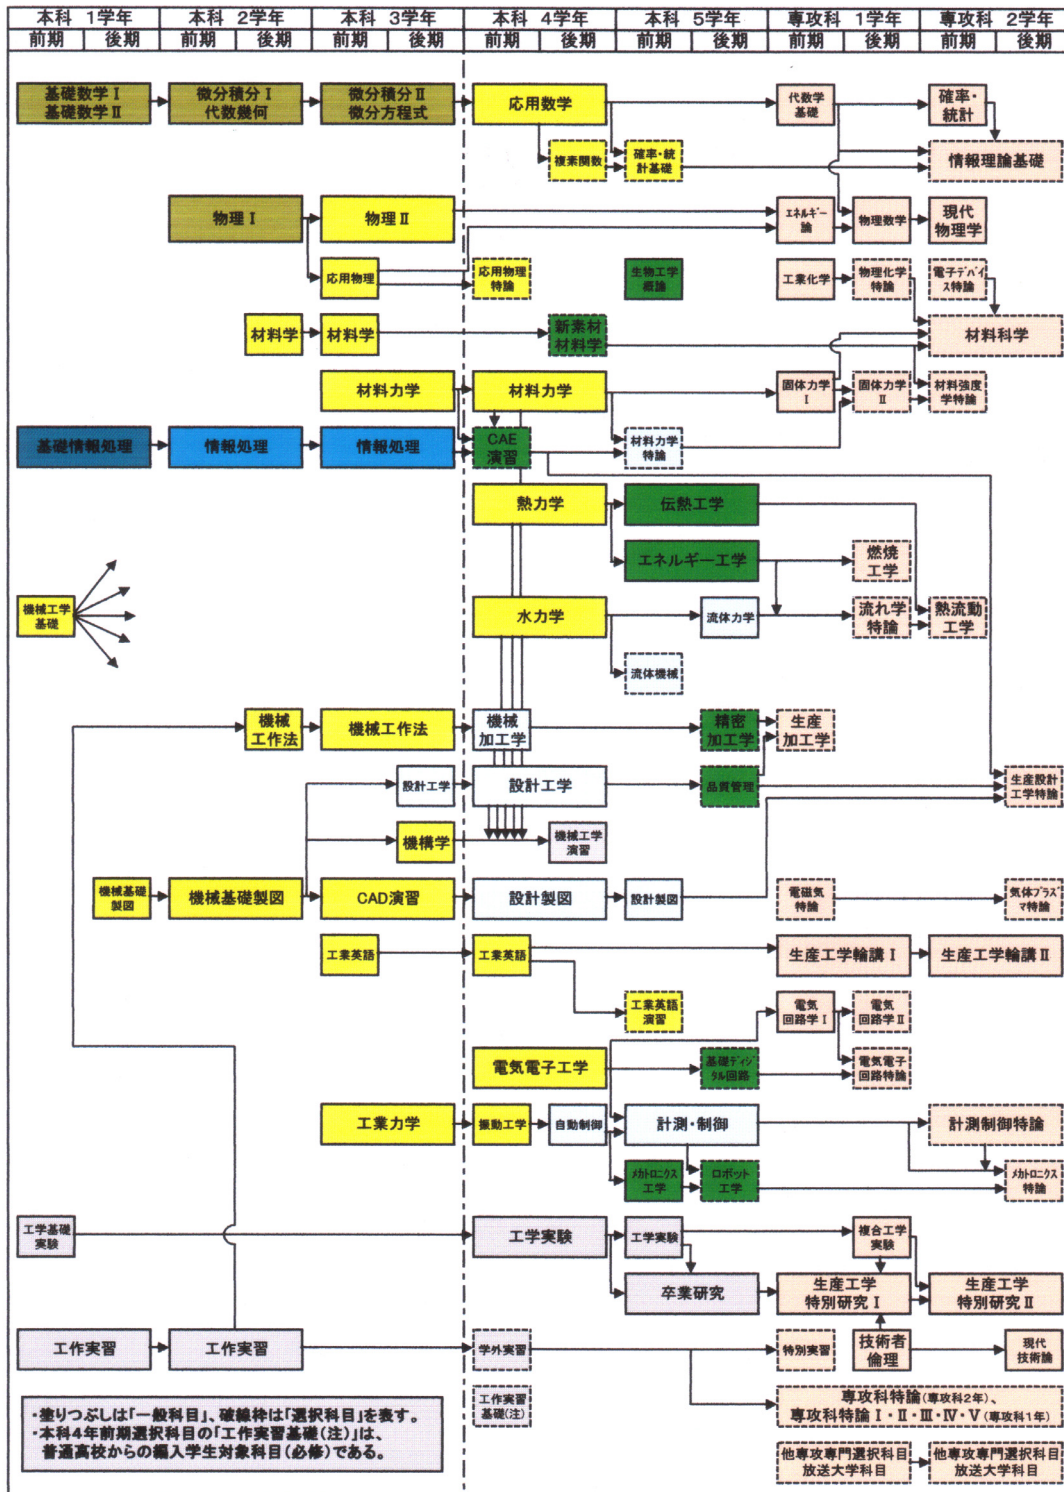 本科 1学年 本科 2学年 本科 3学年 本科 4学年 本科 5学年 専攻科 1学年 専攻科 2学年
前期 後期 前期 後期 前期 後期 前期 後期 前期 後期 前期 後期 前期 後期
基礎数学Ⅰ
基礎数学Ⅱ
微分積分Ⅰ
代数幾何
微分積分Ⅱ
微分方程式
応用数学
代数学
基礎
確率・
統計
複素関数
確率・統
計基礎
情報理論基礎
物理Ⅰ
物理Ⅱ
エネルギー
論
物理数学
現代
物理学
応用物理
応用物理
特論
生物工学
概論
工業化学
物理化学
特論
電子デバイ
ス特論
材料学
材料学
新素材
材料学
材料科学
材料力学
材料力学
固体力学
Ⅰ
固体力学
Ⅱ
材料強度
学特論
基礎情報処理
情報処理
情報処理
CAE
演習
材料力学
特論
熱力学
伝熱工学
エネルギー工学
燃焼
工学
機械工学
基礎
水力学
流体力学
流れ学
特論
熱流動
工学
流体機械
機械
工作法
機械工作法
機械
加工学
精密
加工学
生産
加工学
設計工学
設計工学
品質管理
生産設計
工学特論
機構学
機械工学
演習
機械基礎
製図
機械基礎製図
CAD演習
設計製図
設計製図
電磁気
特論
気体プラズ
マ特論
工業英語
工業英語
生産工学輪講Ⅰ
生産工学輪講Ⅱ
工業英語
演習
電気
回路学Ⅰ
電気
回路学Ⅱ
電気電子工学
基礎ディジ
タル回路
電気電子
回路特論
工業力学
振動工学
自動制御
計測・制御
計測制御特論
メカトロニクス
工学
ロボット
工学
メカトロニクス
特論
工学基礎
実験
工学実験
工学実験
複合工学
実験
卒業研究
生産工学
特別研究Ⅰ
生産工学
特別研究Ⅱ
工作実習
工作実習
学外実習
特別実習
技術者
倫理
現代
技術論
工作実習
基礎(注)
専攻科特論(専攻科2年)、
専攻科特論Ⅰ・Ⅱ・Ⅲ・Ⅳ・Ⅴ(専攻科1年)
他専攻専門選択科目
放送大学科目
他専攻専門選択科目
放送大学科目
・塗りつぶしは「一般科目」、破線枠は「選択科目」を表す。
・本科4年前期選択科目の「工作実習基礎(注)」は、
普通高校からの編入学生対象科目(必修)である。